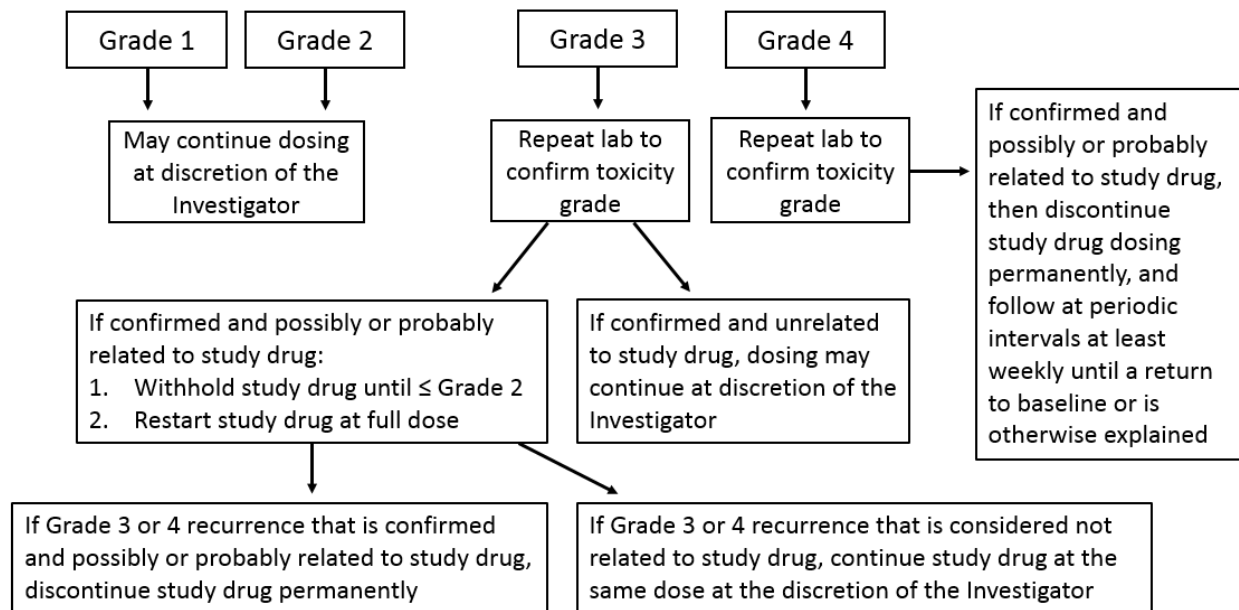 Grade 1
Grade 2
Grade 3
Grade 4
May continue dosing
at discretion of the
Investigator
Repeat lab to
confirm toxicity
grade
Repeat lab to
confirm toxicity
grade
If confirmed and
possibly or probably
related to study drug,
then discontinue
study drug dosing
permanently, and
follow at periodic
intervals at least
weekly until a return
to baseline or is
otherwise explained
If confirmed and possibly or probably
related to study drug:
1. Withhold study drug until ≤ Grade 2
2. Restart study drug at full dose
If confirmed and unrelated
to study drug, dosing may
continue at discretion of the
Investigator
If Grade 3 or 4 recurrence that is confirmed
and possibly or probably related to study drug,
discontinue study drug permanently
If Grade 3 or 4 recurrence that is considered not
related to study drug, continue study drug at the
same dose at the discretion of the Investigator